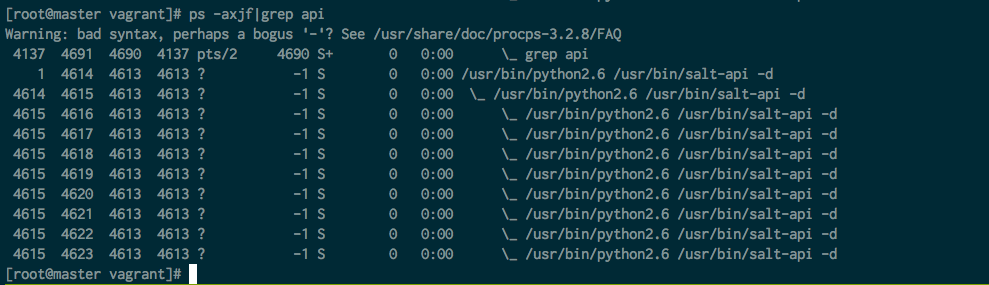 [root@master vagrant]# ps -axjf|grep api
Warning: bad syntax, perhaps a bogus '-'? See /usr/share/doc/procps-3.2.8/FAQ
 4137  4691  4690  4137 pts/2     4690 S+       0   0:00      \_ grep api
    1  4614  4613  4613 ?           -1 S        0   0:00 /usr/bin/python2.6 /usr/bin/salt-api -d
 4614  4615  4613  4613 ?           -1 S        0   0:00  \_ /usr/bin/python2.6 /usr/bin/salt-api -d
 4615  4616  4613  4613 ?           -1 S        0   0:00      \_ /usr/bin/python2.6 /usr/bin/salt-api -d
 4615  4617  4613  4613 ?           -1 S        0   0:00      \_ /usr/bin/python2.6 /usr/bin/salt-api -d
 4615  4618  4613  4613 ?           -1 S        0   0:00      \_ /usr/bin/python2.6 /usr/bin/salt-api -d
 4615  4619  4613  4613 ?           -1 S        0   0:00      \_ /usr/bin/python2.6 /usr/bin/salt-api -d
 4615  4620  4613  4613 ?           -1 S        0   0:00      \_ /usr/bin/python2.6 /usr/bin/salt-api -d
 4615  4621  4613  4613 ?           -1 S        0   0:00      \_ /usr/bin/python2.6 /usr/bin/salt-api -d
 4615  4622  4613  4613 ?           -1 S        0   0:00      \_ /usr/bin/python2.6 /usr/bin/salt-api -d
 4615  4623  4613  4613 ?           -1 S        0   0:00      \_ /usr/bin/python2.6 /usr/bin/salt-api -d
[root@master vagrant]#